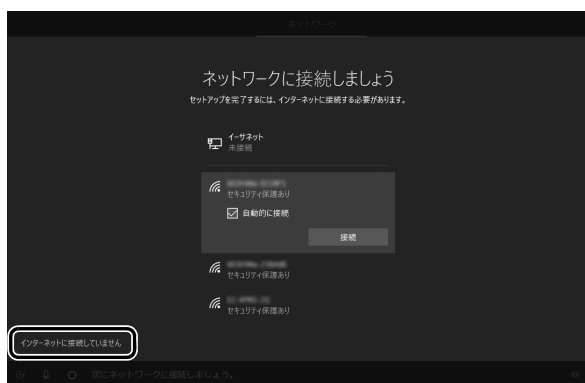 ネットワーク
ネットワークに接続しましょう
セットアップを完了するには、インターネットに接続する必要があります。
イーサネット
未接続
セキュリティ保護あり
自動的に接続
接続
セキュリティ保護あり
セキュリティ保護あり
インターネットに接続していません
次にネットワークに接続しましょう。